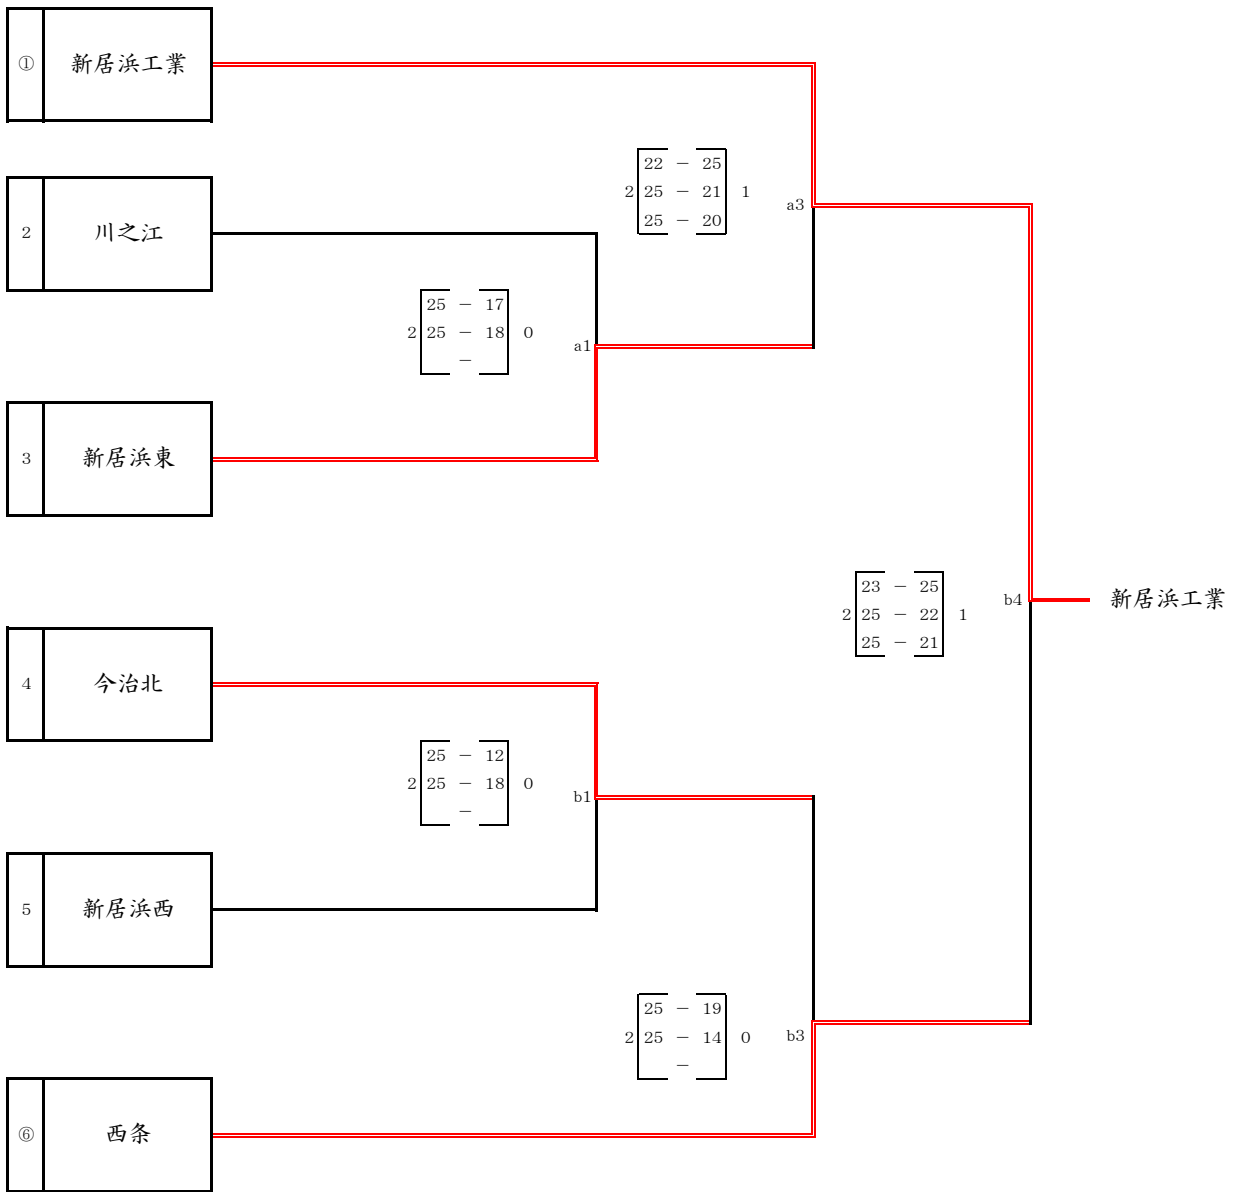 ① 新居浜工業
22 − 25
2 25 − 21 1
25 − 20
a3
2 川之江
25 − 17
2 25 − 18 0
−
a1
3 新居浜東
23 − 25
2 25 − 22 1
25 − 21
b4 新居浜工業
4 今治北
25 − 12
2 25 − 18 0
−
b1
5 新居浜西
25 − 19
2 25 − 14 0
−
b3
⑥ 西条